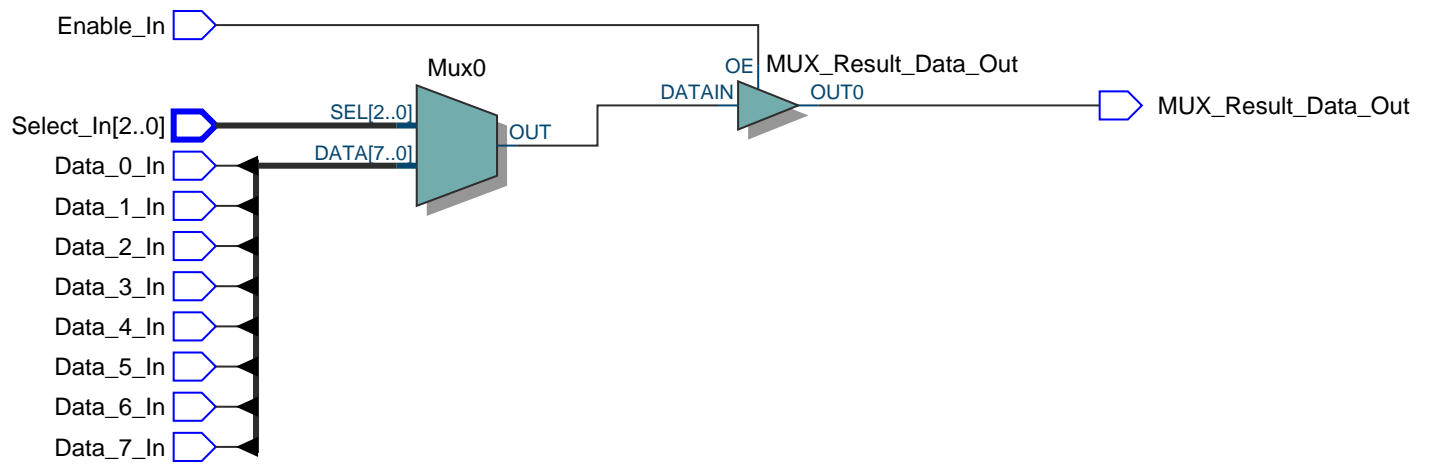 Enable_In
Mux0
OE
MUX_Result_Data_Out
DATAIN
OUT0
MUX_Result_Data_Out
Select_In[2..0]
SEL[2..0]
OUT
Data_0_In
DATA[7..0]
Data_1_In
Data_2_In
Data_3_In
Data_4_In
Data_5_In
Data_6_In
Data_7_In